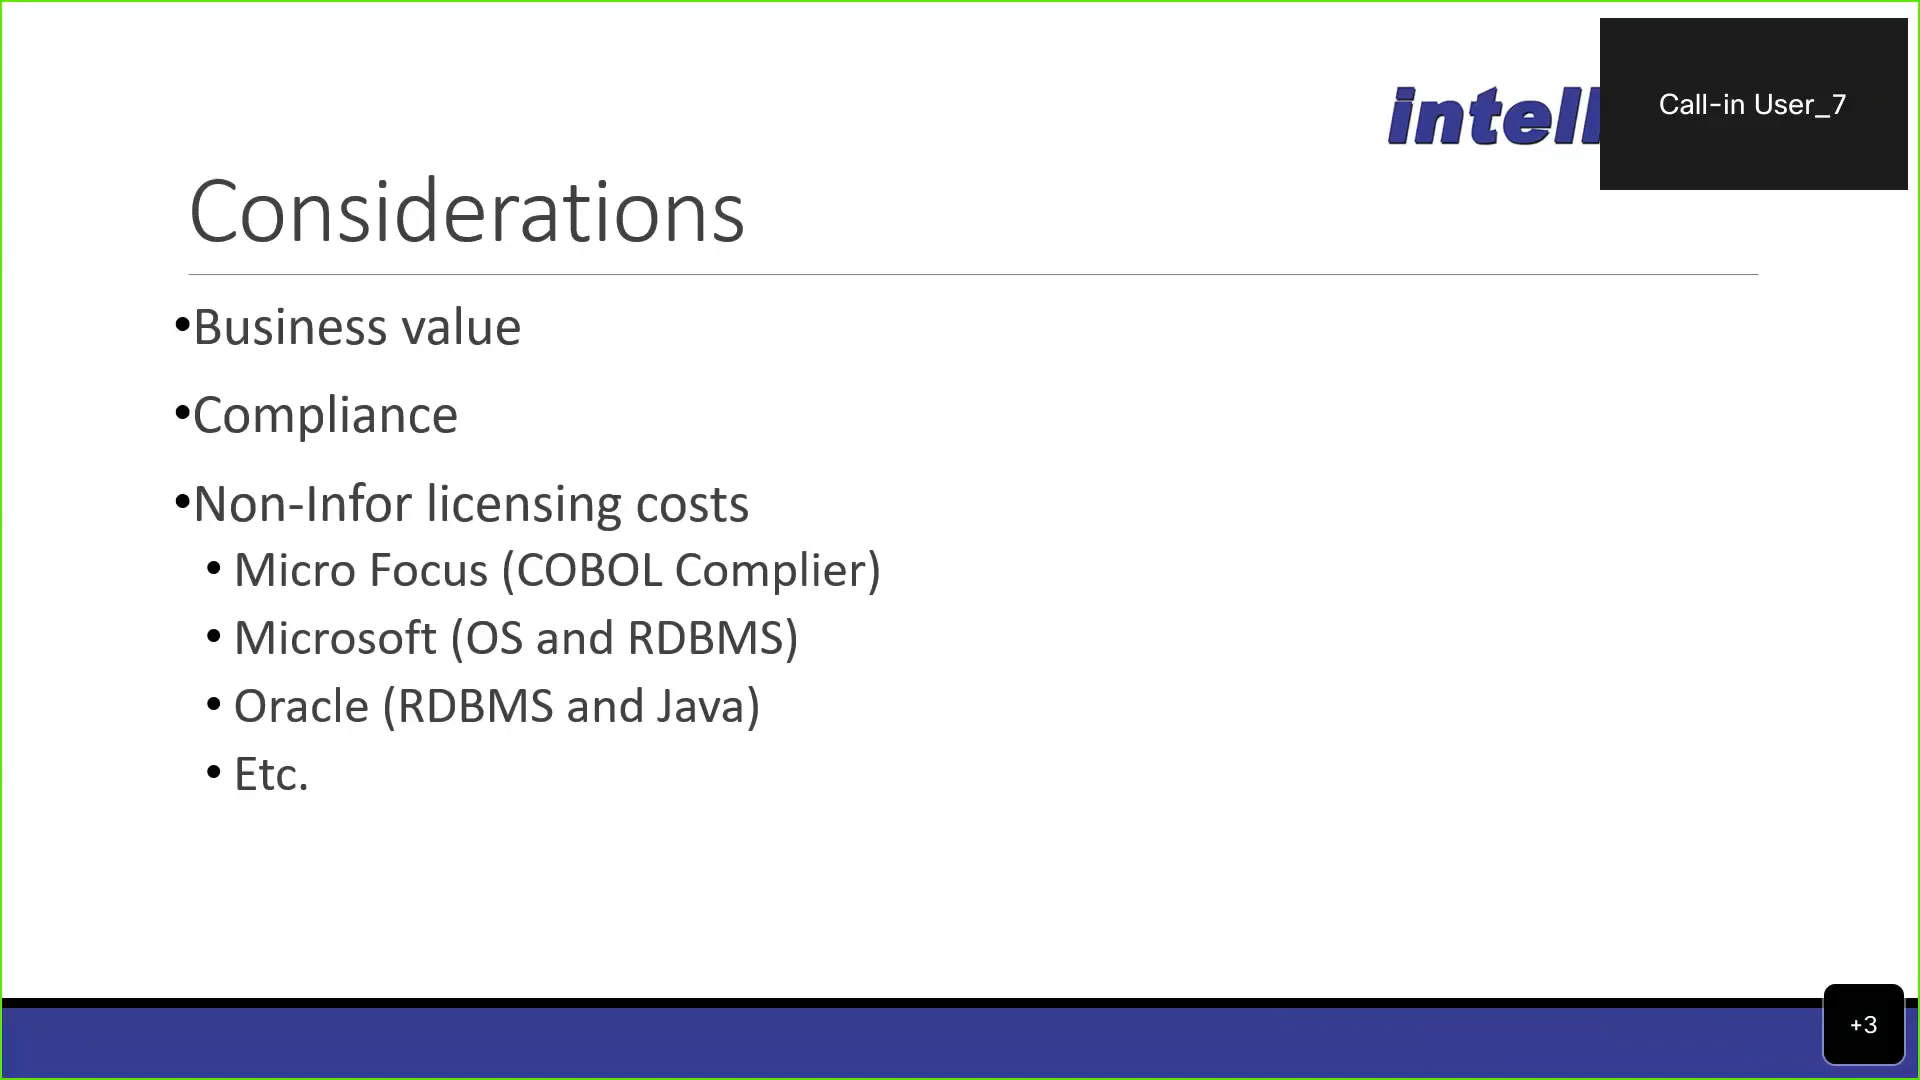 intell
Call-in User_7
Considerations
•Business value
•Compliance
•Non-Infor licensing costs
• Micro Focus (COBOL Complier)
• Microsoft (OS and RDBMS)
• Oracle (RDBMS and Java)
• Etc.
+3